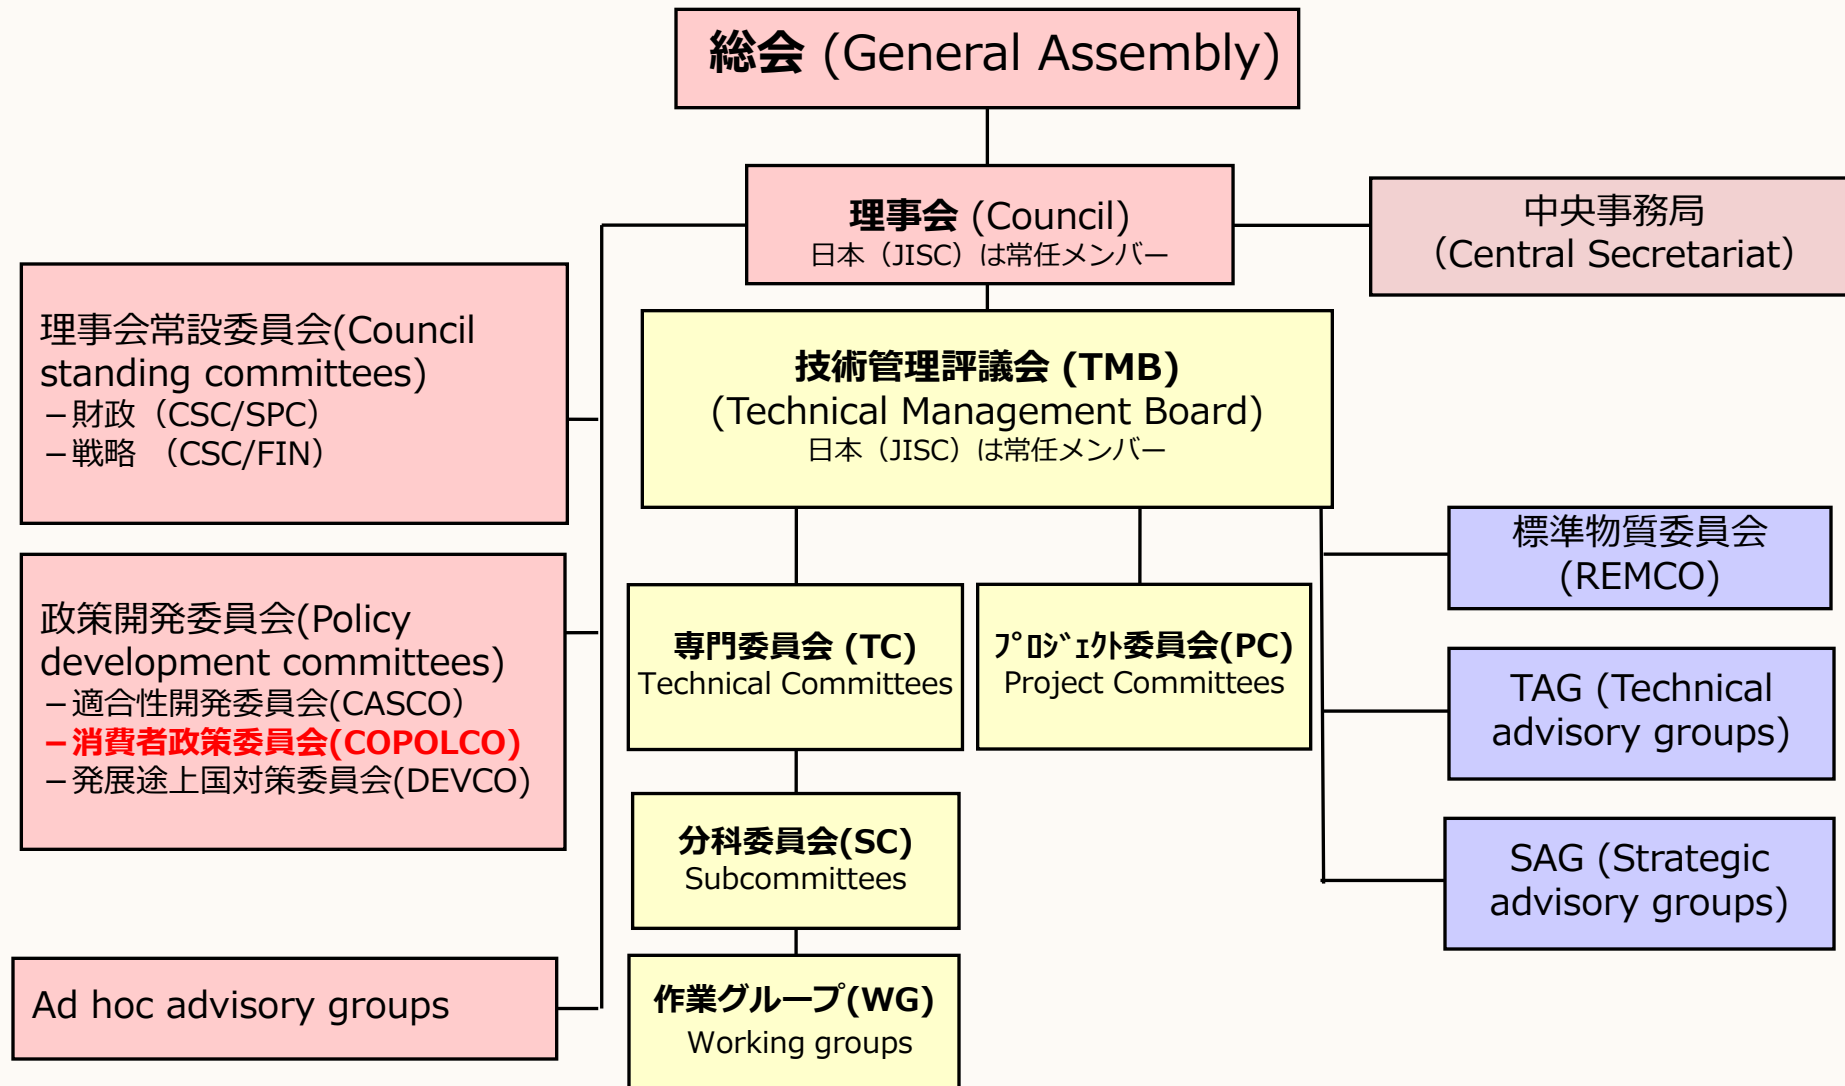 総会 (General Assembly)
理事会 (Council)
日本（JISC）は常任メンバー
中央事務局
（Central Secretariat）
理事会常設委員会(Council
standing committees)
－財政（CSC/SPC）
－戦略 （CSC/FIN）
技術管理評議会 (TMB)
(Technical Management Board)
日本（JISC）は常任メンバー
政策開発委員会(Policy
development committees)
－適合性開発委員会(CASCO）
－消費者政策委員会(COPOLCO)
－発展途上国対策委員会(DEVCO)
標準物質委員会
(REMCO)
専門委員会 (TC)
Technical Committees
ﾌﾟﾛｼﾞｪｸﾄ委員会(PC)
Project Committees
TAG (Technical
advisory groups)
分科委員会(SC)
Subcommittees
SAG (Strategic
advisory groups)
Ad hoc advisory groups
作業グループ(WG)
Working groups